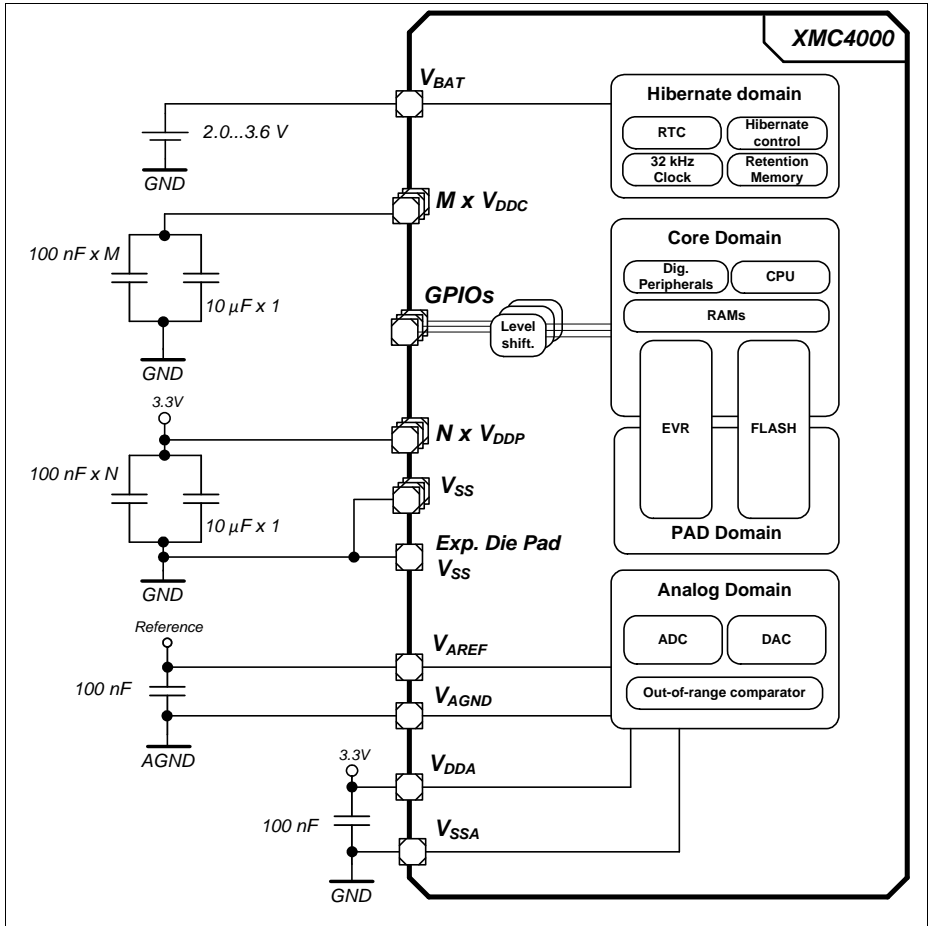 XMC4000
VBAT
2.0...3.6 V
GND
Hibernate domain
RTC
Hibernate
control
32 kHz
Clock
Retention
Memory
M x VDDC
100 nF x M
10 µF x 1
GND
Core Domain
Dig.
Peripherals
CPU
RAMs
GPIOs
Level
shift.
EVR
FLASH
PAD Domain
3.3V
N x VDDP
100 nF x N
10 µF x 1
VSS
Exp. Die Pad
VSS
GND
Analog Domain
ADC
DAC
Out-of-range comparator
Reference
VAREF
100 nF
VAGND
AGND
3.3V
VDDA
100 nF
VSSA
GND